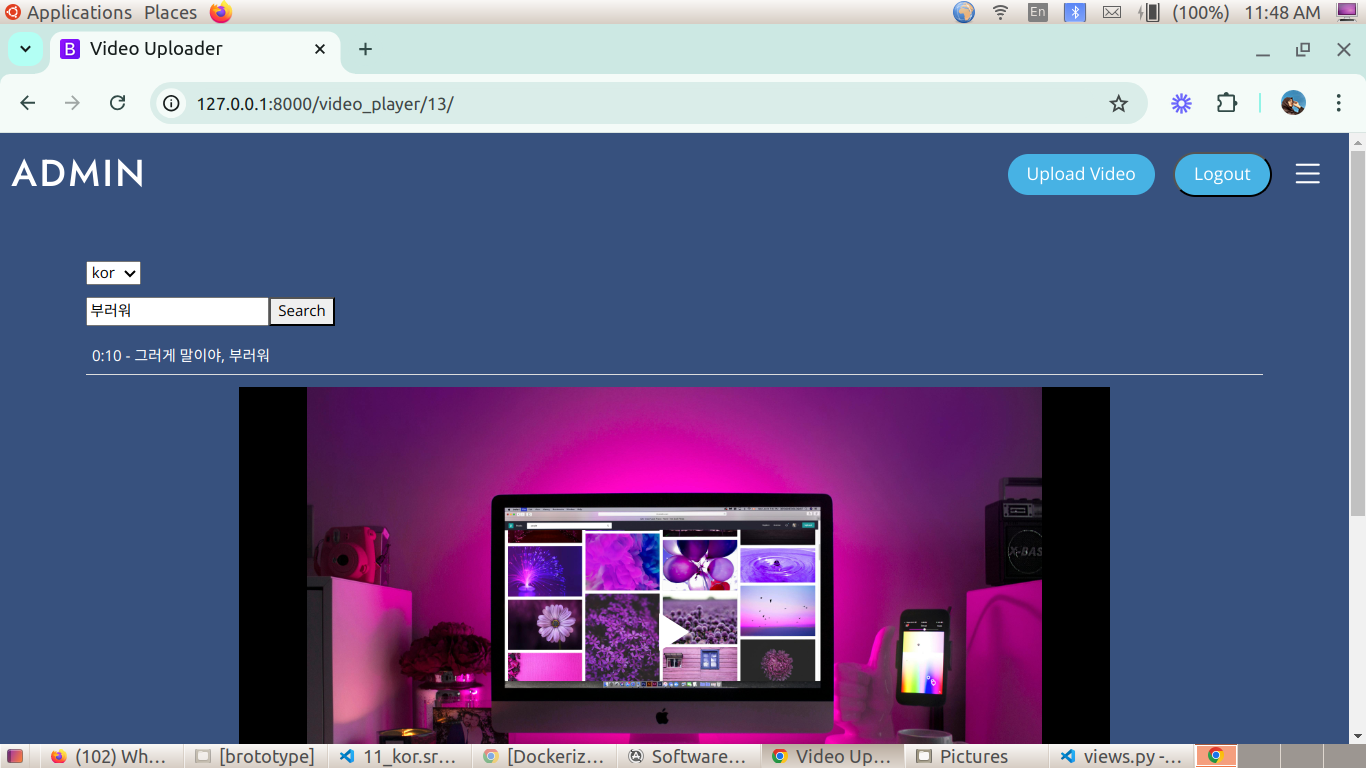 Applications Places En (100%) 11:48 AM
Video Uploader
127.0.0.1:8000/video_player/13/
ADMIN Upload Video Logout
kor
부러워 Search
0:10 - 그러게 말이야, 부러워
X-BASS
(102) Wh... [brototype] 11_kor.sr... [Dockeriz... Software... Video Up... Pictures views.py -...